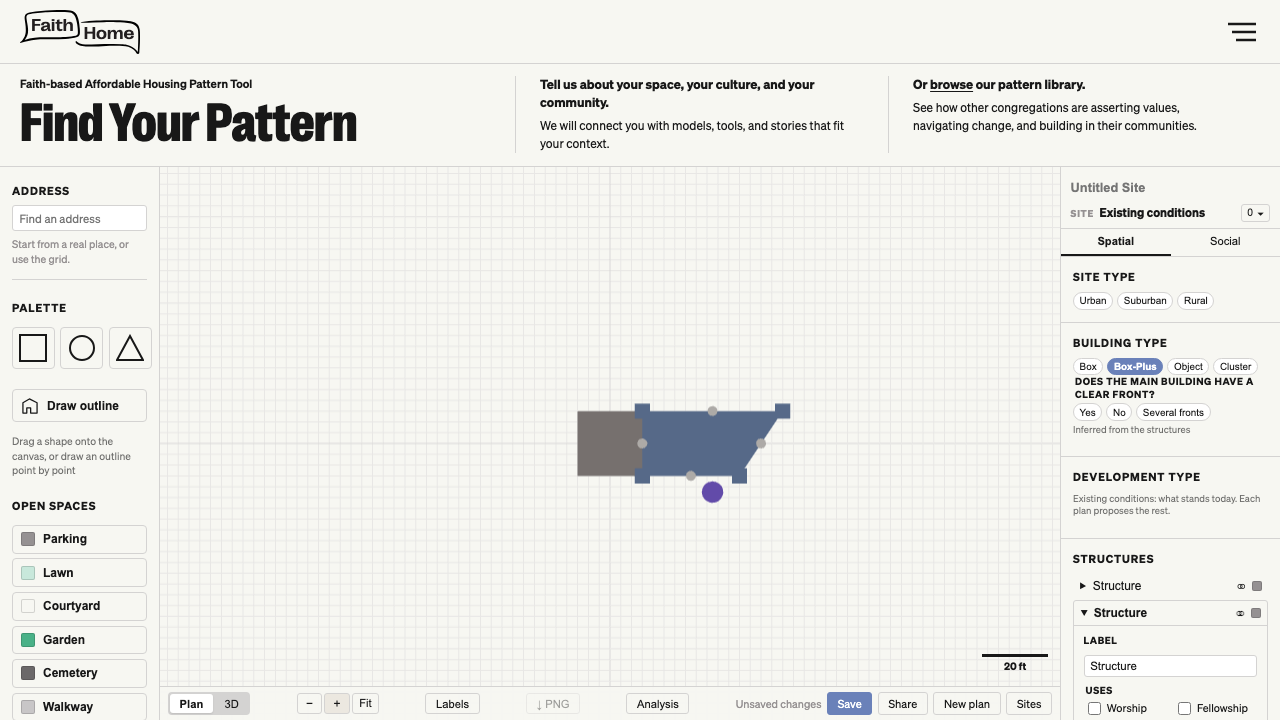 Faith
Home
Faith-based Affordable Housing Pattern Tool
Find Your Pattern
Tell us about your space, your culture, and your
community.
We will connect you with models, tools, and stories that fit
your context.
Or browse our pattern library.
See how other congregations are asserting values,
navigating change, and building in their communities.
ADDRESS
Find an address
Start from a real place, or
use the grid.
PALETTE
Draw outline
Drag a shape onto the
canvas, or draw an outline
point by point
OPEN SPACES
Parking
Lawn
Courtyard
Garden
Cemetery
Walkway
20 ft
Plan 3D
− + Fit
Labels
↓ PNG
Analysis
Unsaved changes Save Share New plan Sites
Untitled Site
SITE Existing conditions 0
Spatial Social
SITE TYPE
Urban Suburban Rural
BUILDING TYPE
Box Box-Plus Object Cluster
DOES THE MAIN BUILDING HAVE A
CLEAR FRONT?
Yes No Several fronts
Inferred from the structures
DEVELOPMENT TYPE
Existing conditions: what stands today. Each
plan proposes the rest.
STRUCTURES
Structure
Structure
LABEL
Structure
USES
Worship Fellowship